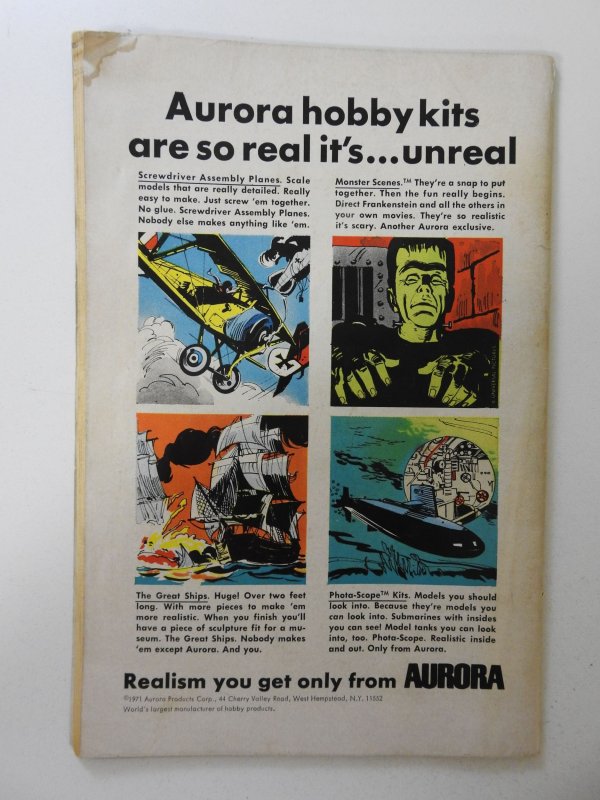 Aurora hobby kits
are so real it's...unreal
Screwdriver Assembly Planes. Scale
models that are really detailed. Really
easy to make. Just screw 'em together.
No glue. Screwdriver Assembly Planes.
Nobody else makes anything like 'em.
Monster Scenes.™ They're a snap to put
together. Then the fun really begins.
Direct Frankenstein and all the others in
your own movies. They're so realistic
it's scary. Another Aurora exclusive.
© UNIVERSAL PICTURES
The Great Ships. Huge! Over two feet
long. With more pieces to make 'em
more realistic. When you finish you'll
have a piece of sculpture fit for a mu-
seum. The Great Ships. Nobody makes
'em except Aurora. And you.
Phota-Scope™ Kits. Models you should
look into. Because they're models you
can look into. Submarines with insides
you can see! Model tanks you can look
into, too. Phota-Scope. Realistic inside
and out. Only from Aurora.
Realism you get only from AURORA
©1971 Aurora Products Corp., 44 Cherry Valley Road, West Hempstead, N.Y. 11552
World's largest manufacturer of hobby products.